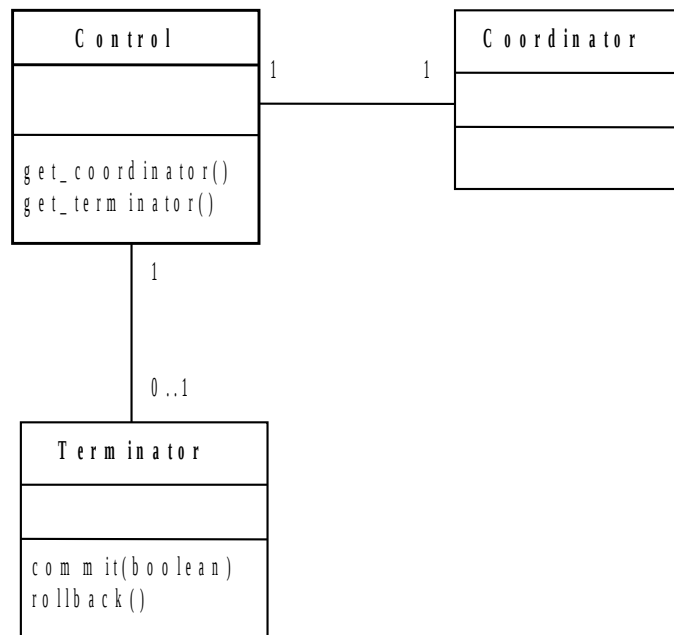 Control
Coordinator
1
1
get_coordinator()
get_terminator()
1
0..1
Terminator
commit(boolean)
rollback()